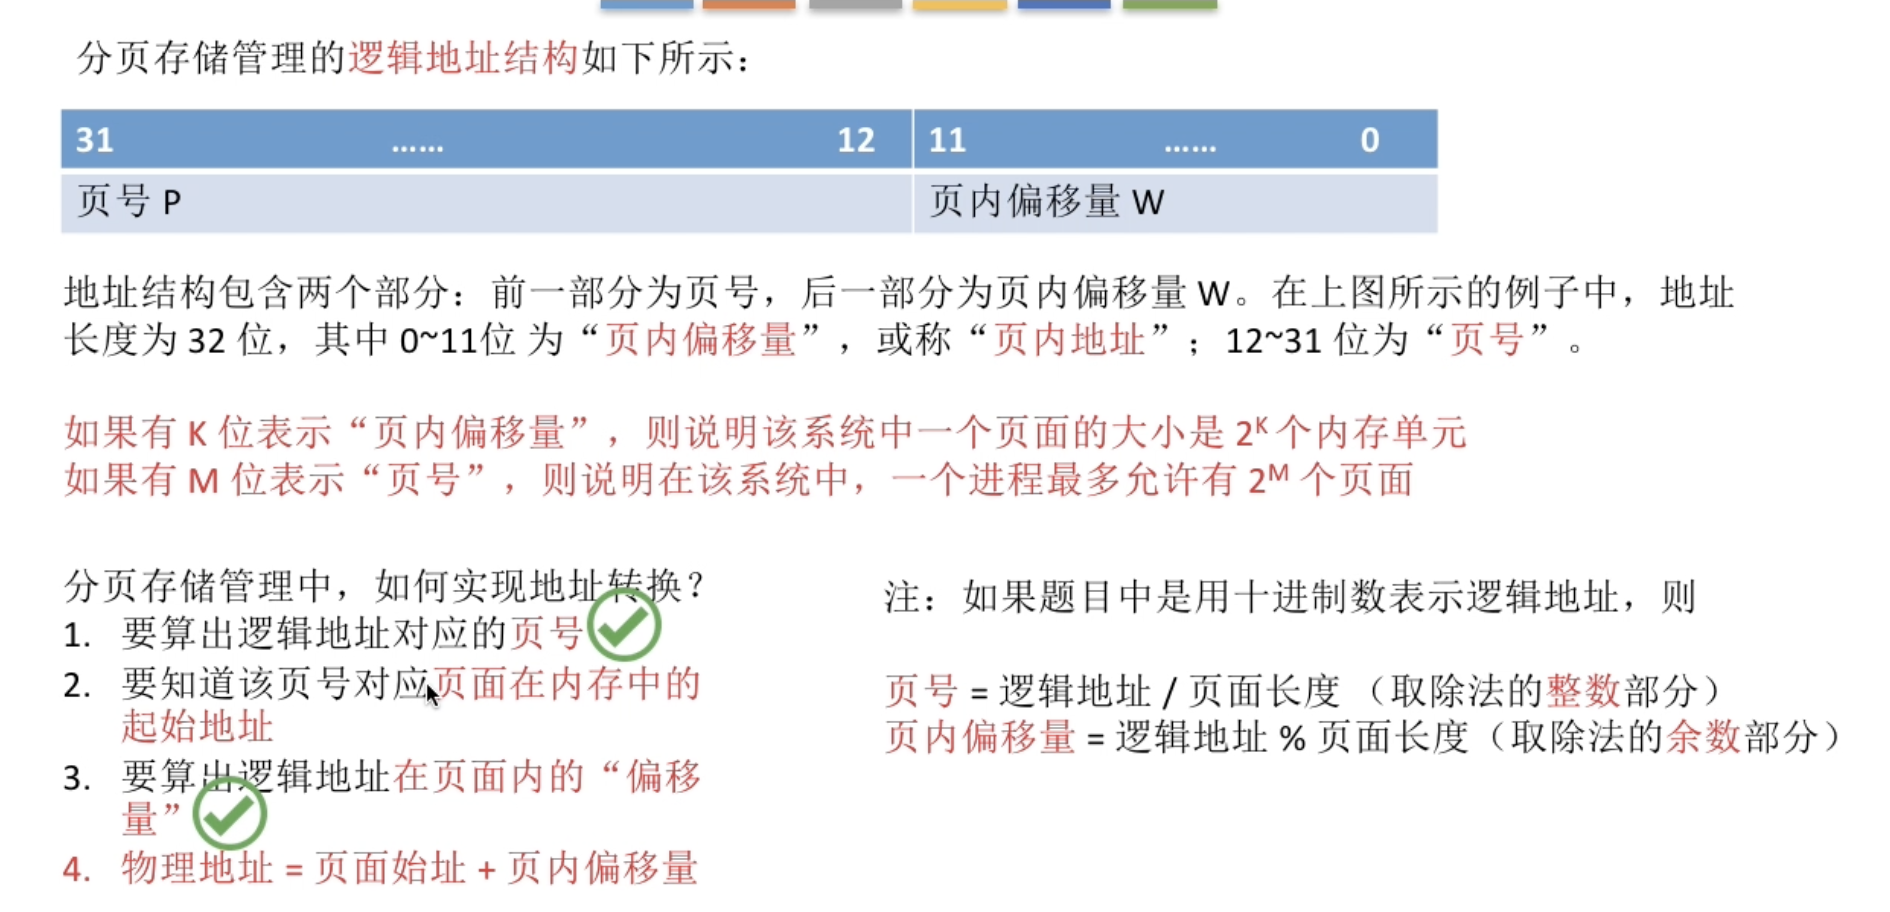 分页存储管理的逻辑地址结构如下所示：
31 …… 12 11 …… 0
页号 P 页内偏移量 W
地址结构包含两个部分：前一部分为页号，后一部分为页内偏移量 W。在上图所示的例子中，地址
长度为 32 位，其中 0~11位 为“页内偏移量”，或称“页内地址”；12~31 位为“页号”。
如果有 K 位表示“页内偏移量”，则说明该系统中一个页面的大小是 2ᴷ 个内存单元
如果有 M 位表示“页号”，则说明在该系统中，一个进程最多允许有 2ᴹ 个页面
分页存储管理中，如何实现地址转换？
1. 要算出逻辑地址对应的页号
2. 要知道该页号对应页面在内存中的
起始地址
3. 要算出逻辑地址在页面内的“偏移
量”
4. 物理地址 = 页面始址 + 页内偏移量
注：如果题目中是用十进制数表示逻辑地址，则
页号 = 逻辑地址 / 页面长度 （取除法的整数部分）
页内偏移量 = 逻辑地址 % 页面长度（取除法的余数部分）